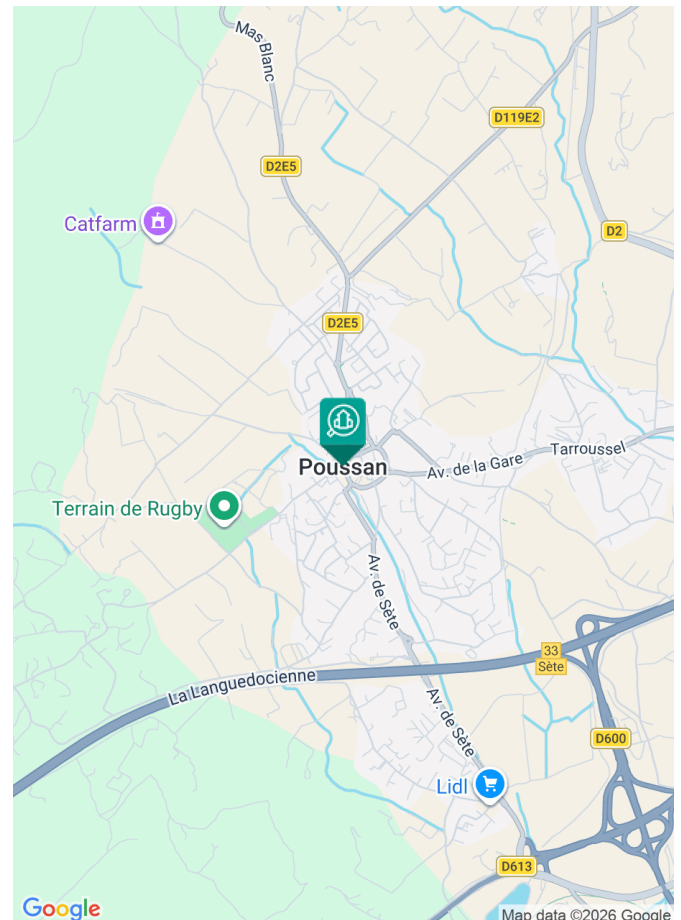 Mas Blanc
D119E2
D2E5
Catfarm
D2
D2E5
Poussan
Av. de la Gare
Tarroussel
Terrain de Rugby
Av. de Sète
33
Sète
La Languedocienne
Av. de Sète
D600
Lidl
D613
Google
Map data ©2026 Google